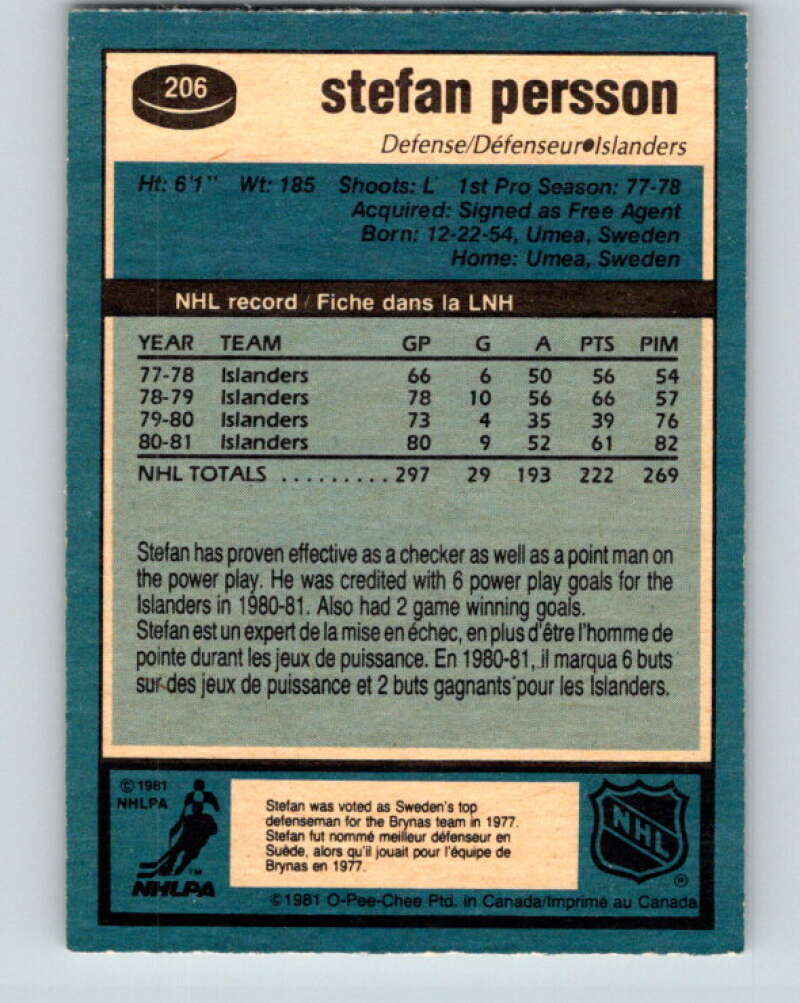 206
stefan persson
Defense/Défenseur●Islanders
Ht: 6'1" Wt: 185 Shoots: L 1st Pro Season: 77-78
Acquired: Signed as Free Agent
Born: 12-22-54, Umea, Sweden
Home: Umea, Sweden
NHL record / Fiche dans la LNH
YEAR TEAM GP G A PTS PIM
77-78 Islanders 66 6 50 56 54
78-79 Islanders 78 10 56 66 57
79-80 Islanders 73 4 35 39 76
80-81 Islanders 80 9 52 61 82
NHL TOTALS ......... 297 29 193 222 269
Stefan has proven effective as a checker as well as a point man on
the power play. He was credited with 6 power play goals for the
Islanders in 1980-81. Also had 2 game winning goals.
Stefan est un expert de la mise en échec, en plus d'être l'homme de
pointe durant les jeux de puissance. En 1980-81, il marqua 6 buts
sur des jeux de puissance et 2 buts gagnants pour les Islanders.
© 1981
NHLPA
Stefan was voted as Sweden's top
defenseman for the Brynas team in 1977.
Stefan fut nommé meilleur défenseur en
Suède, alors qu'il jouait pour l'équipe de
Brynas en 1977.
NHL
®
TM
NHLPA
©1981 O-Pee-Chee Ptd. in Canada/Imprimé au Canada